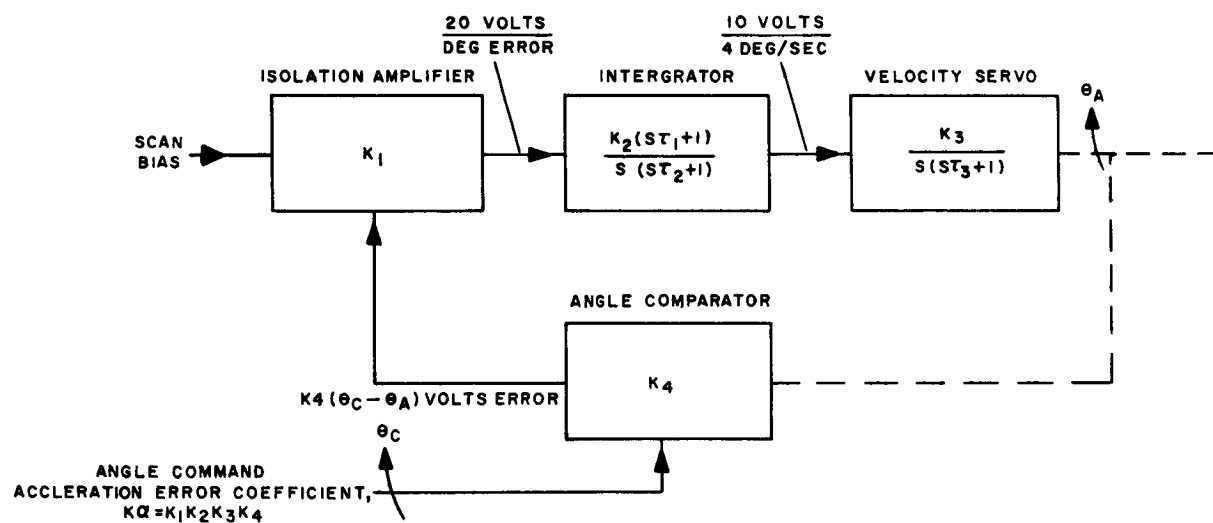 20 VOLTS
DEG ERROR
10 VOLTS
4 DEG/SEC
ISOLATION AMPLIFIER
INTERGRATOR
VELOCITY SERVO
θA
SCAN
BIAS
K1
K2(Sτ1+1)
S (Sτ2+1)
K3
S(Sτ3+1)
ANGLE COMPARATOR
K4
K4(θC-θA) VOLTS ERROR
θC
ANGLE COMMAND
ACCLERATION ERROR COEFFICIENT,
Kα=K1K2K3K4